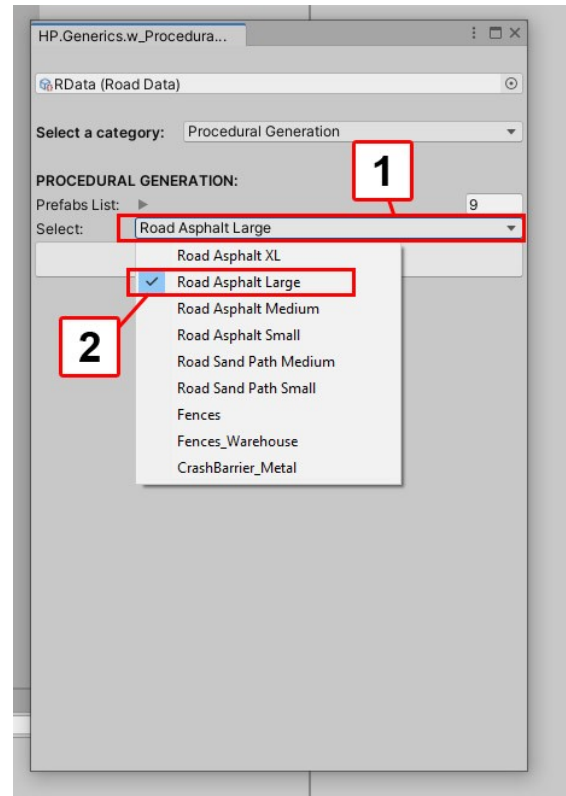 HP.Generics.w_Procedura...
RData (Road Data)
Select a category: Procedural Generation
1
PROCEDURAL GENERATION:
Prefabs List: 9
Select: Road Asphalt Large
Road Asphalt XL
Road Asphalt Large
2
Road Asphalt Medium
Road Asphalt Small
Road Sand Path Medium
Road Sand Path Small
Fences
Fences_Warehouse
CrashBarrier_Metal